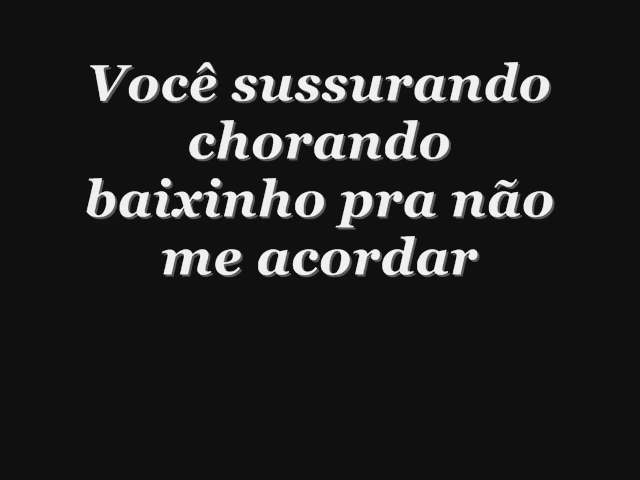 Você sussurando
chorando
baixinho pra não
me acordar